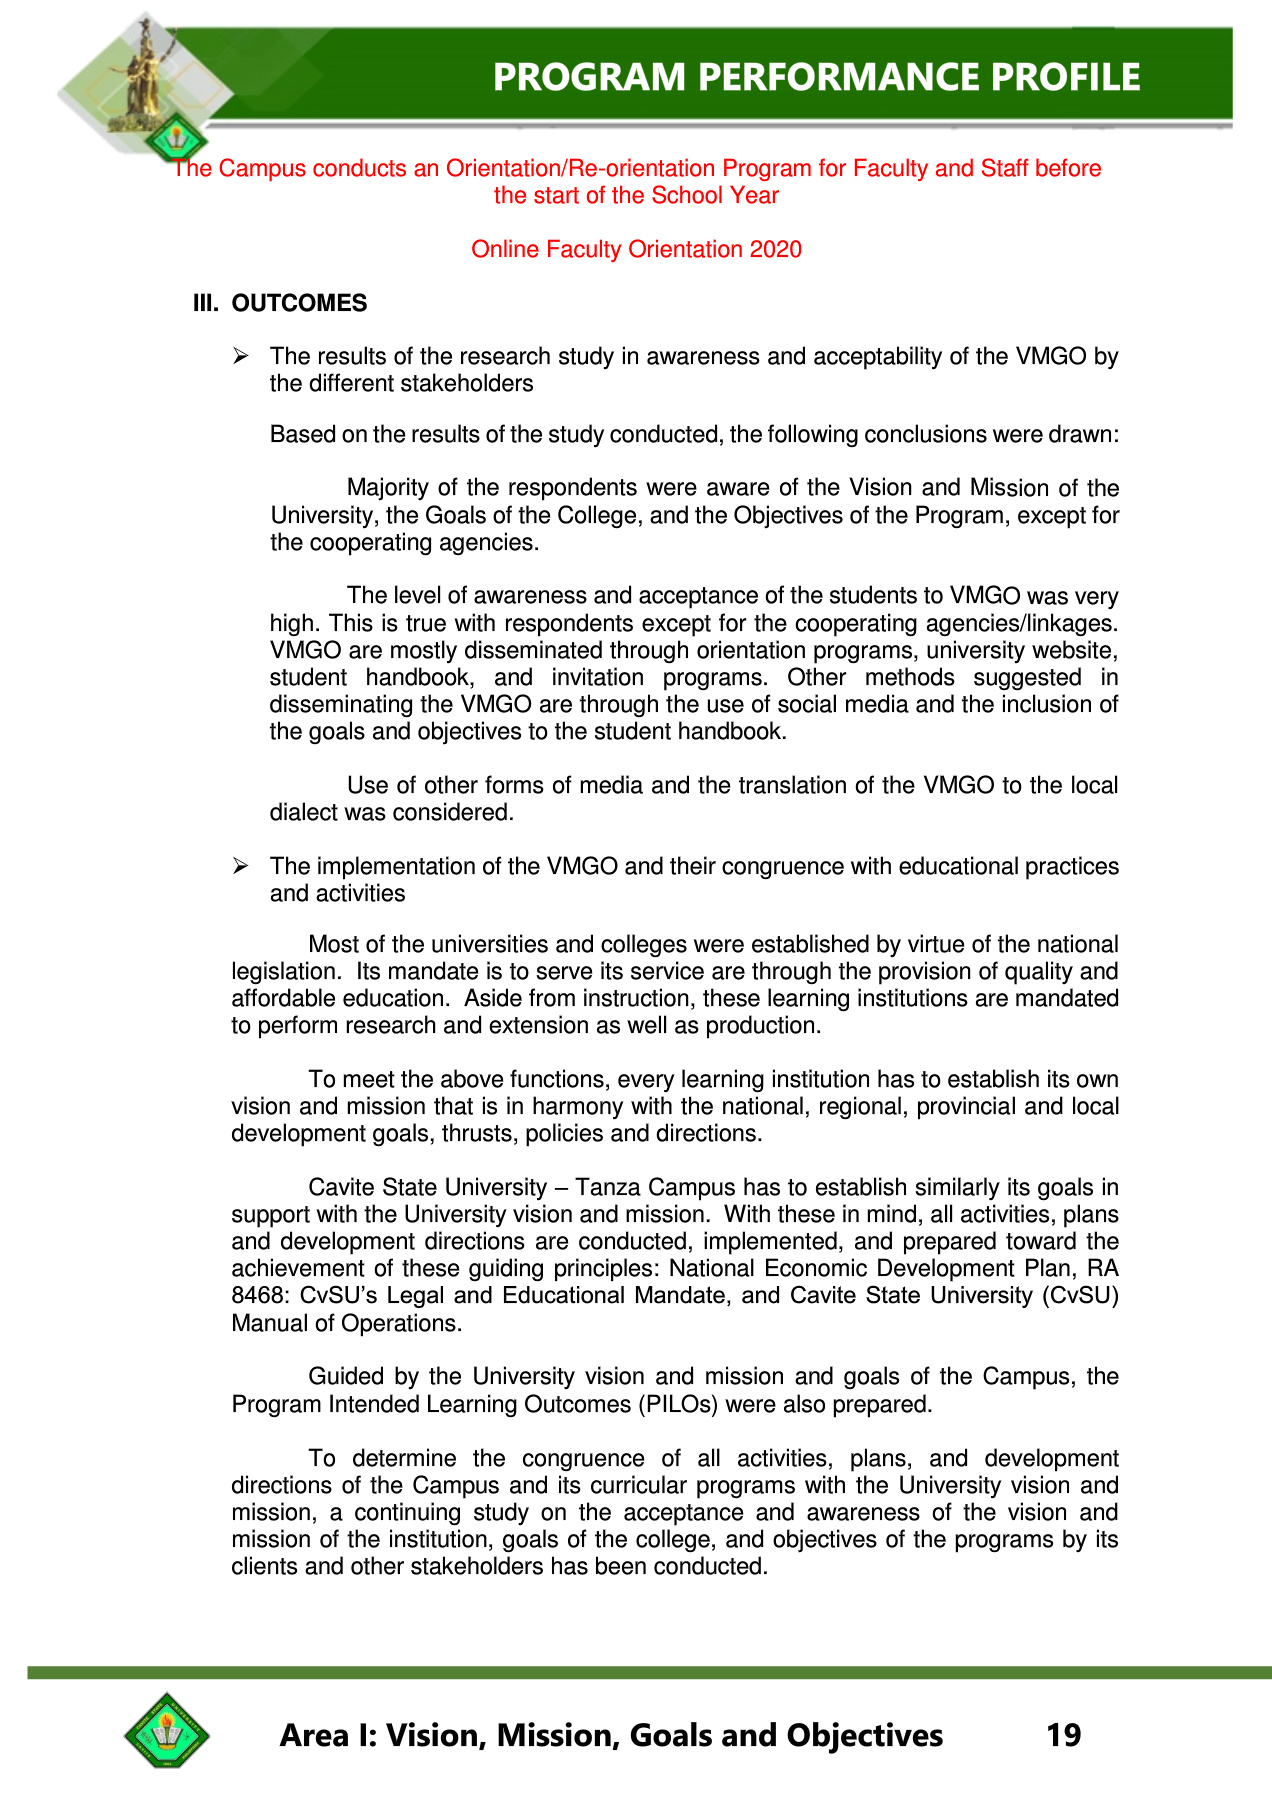 PROGRAM PERFORMANCE PROFILE
The Campus conducts an Orientation/Re-orientation Program for Faculty and Staff before
the start of the School Year
Online Faculty Orientation 2020
III. OUTCOMES
➢ The results of the research study in awareness and acceptability of the VMGO by
the different stakeholders
Based on the results of the study conducted, the following conclusions were drawn:
Majority of the respondents were aware of the Vision and Mission of the
University, the Goals of the College, and the Objectives of the Program, except for
the cooperating agencies.
The level of awareness and acceptance of the students to VMGO was very
high. This is true with respondents except for the cooperating agencies/linkages.
VMGO are mostly disseminated through orientation programs, university website,
student handbook, and invitation programs. Other methods suggested in
disseminating the VMGO are through the use of social media and the inclusion of
the goals and objectives to the student handbook.
Use of other forms of media and the translation of the VMGO to the local
dialect was considered.
➢ The implementation of the VMGO and their congruence with educational practices
and activities
Most of the universities and colleges were established by virtue of the national
legislation.  Its mandate is to serve its service are through the provision of quality and
affordable education.  Aside from instruction, these learning institutions are mandated
to perform research and extension as well as production.
To meet the above functions, every learning institution has to establish its own
vision and mission that is in harmony with the national, regional, provincial and local
development goals, thrusts, policies and directions.
Cavite State University – Tanza Campus has to establish similarly its goals in
support with the University vision and mission.  With these in mind, all activities, plans
and development directions are conducted, implemented, and prepared toward the
achievement of these guiding principles: National Economic Development Plan, RA
8468: CvSU’s Legal and Educational Mandate, and Cavite State University (CvSU)
Manual of Operations.
Guided by the University vision and mission and goals of the Campus, the
Program Intended Learning Outcomes (PILOs) were also prepared.
To determine the congruence of all activities, plans, and development
directions of the Campus and its curricular programs with the University vision and
mission, a continuing study on the acceptance and awareness of the vision and
mission of the institution, goals of the college, and objectives of the programs by its
clients and other stakeholders has been conducted.
Area I: Vision, Mission, Goals and Objectives 19